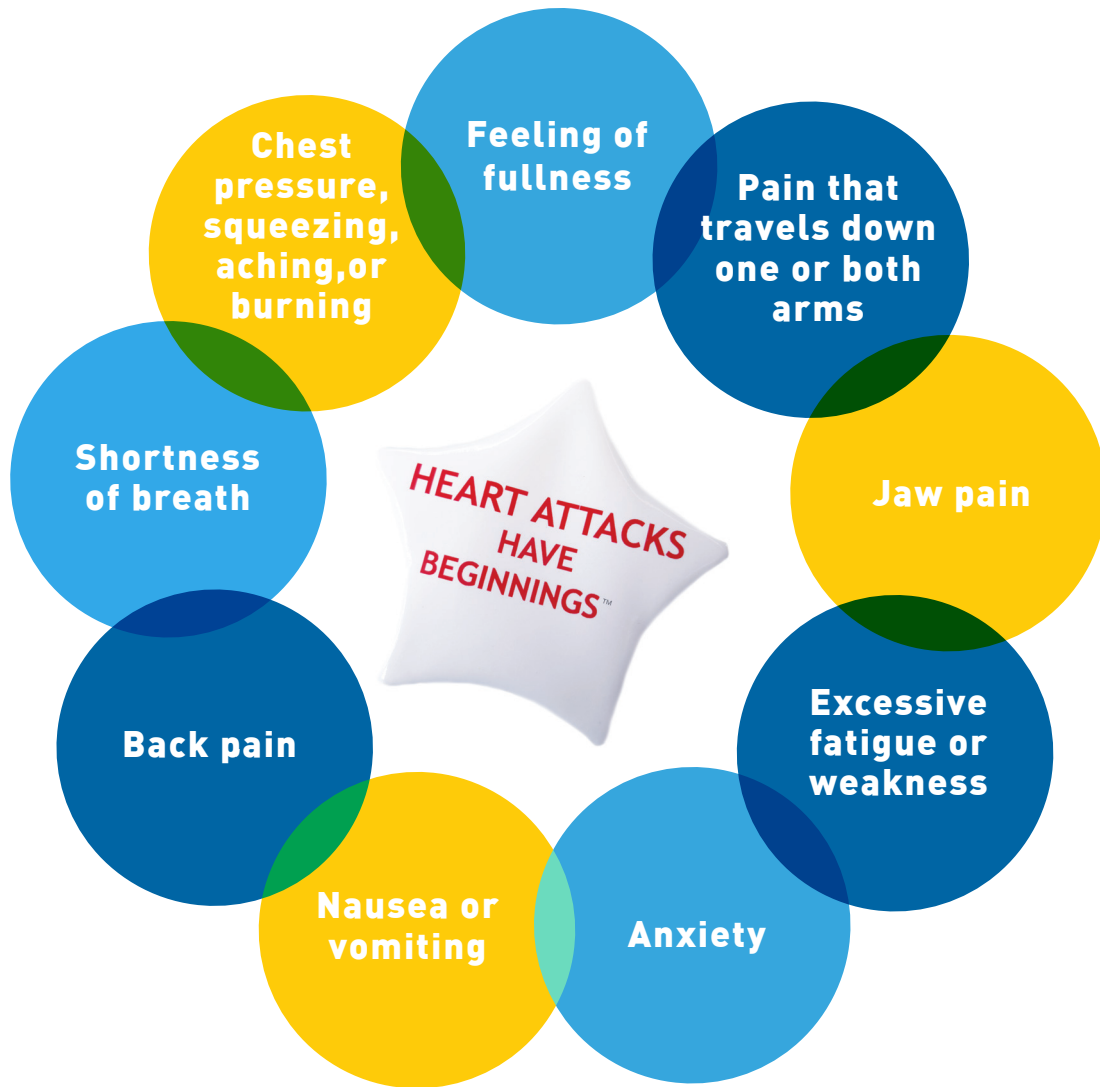 Feeling of
fullness
Pain that
travels down
one or both
arms
Jaw pain
Excessive
fatigue or
weakness
Anxiety
Nausea or
vomiting
Back pain
Shortness
of breath
Chest
pressure,
squeezing,
aching,or
burning
HEART ATTACKS
HAVE
BEGINNINGS™